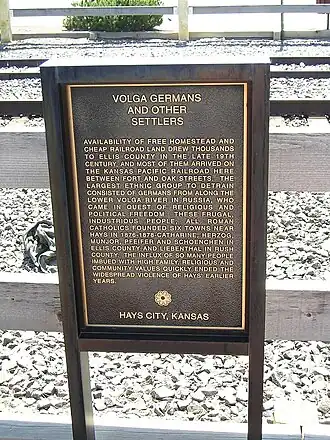 VOLGA GERMANS
AND OTHER
SETTLERS
AVAILABILITY OF FREE HOMESTEAD AND
CHEAP RAILROAD LAND DREW THOUSANDS
TO ELLIS COUNTY IN THE LATE 19TH
CENTURY, AND MOST OF THEM ARRIVED ON
THE KANSAS PACIFIC RAILROAD HERE
BETWEEN FORT AND OAK STREETS. THE
LARGEST ETHNIC GROUP TO DETRAIN
CONSISTED OF GERMANS FROM ALONG THE
LOWER VOLGA RIVER IN RUSSIA, WHO
CAME IN QUEST OF RELIGIOUS AND
POLITICAL FREEDOM. THESE FRUGAL,
INDUSTRIOUS PEOPLE, ALL ROMAN
CATHOLICS, FOUNDED SIX TOWNS NEAR
HAYS IN 1876-1878-CATHARINE, HERZOG,
MUNJOR, PFEIFER AND SCHOENCHEN IN
ELLIS COUNTY AND LIEBENTHAL IN RUSH
COUNTY. THE INFLUX OF SO MANY PEOPLE
IMBUED WITH HIGH FAMILY, RELIGIOUS AND
COMMUNITY VALUES QUICKLY ENDED THE
WIDESPREAD VIOLENCE OF HAYS' EARLIER
YEARS.
HAYS CITY, KANSAS